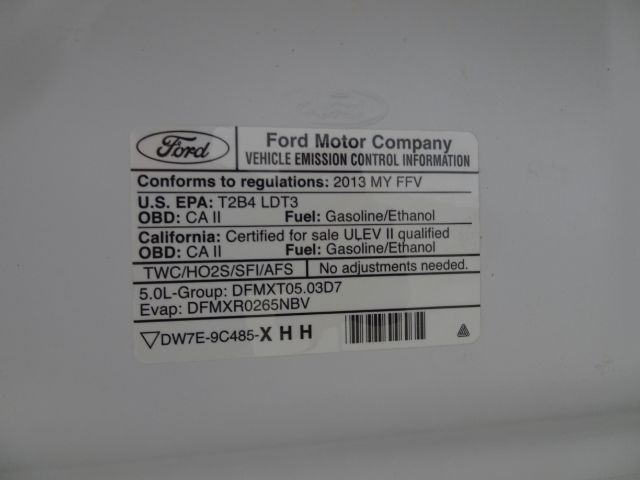 Ford
Ford Motor Company
VEHICLE EMISSION CONTROL INFORMATION
Conforms to regulations: 2013 MY FFV
U.S. EPA: T2B4 LDT3
OBD: CA II Fuel: Gasoline/Ethanol
California: Certified for sale ULEV II qualified
OBD: CA II Fuel: Gasoline/Ethanol
TWC/HO2S/SFI/AFS No adjustments needed.
5.0L-Group: DFMXT05.03D7
Evap: DFMXR0265NBV
DW7E-9C485-XHH